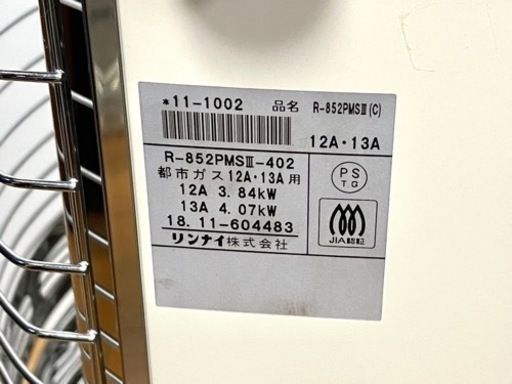 *11-1002 品名 R-852PMSⅢ(C)
12A・13A
R-852PMSⅢ-402
都市ガス12A・13A用
12A 3.84kW
13A 4.07kW
18.11-604483
リンナイ株式会社
PS
TG
JIA認証